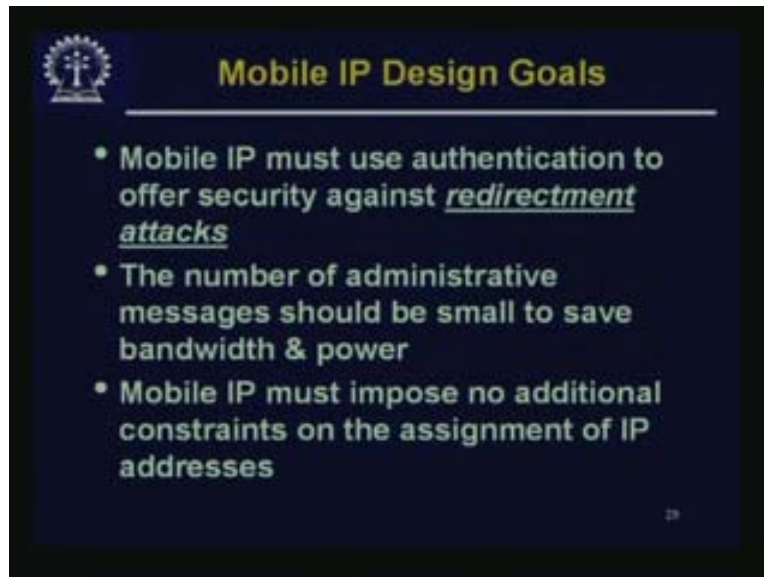 Mobile IP Design Goals
• Mobile IP must use authentication to
offer security against redirectment
attacks
• The number of administrative
messages should be small to save
bandwidth & power
• Mobile IP must impose no additional
constraints on the assignment of IP
addresses